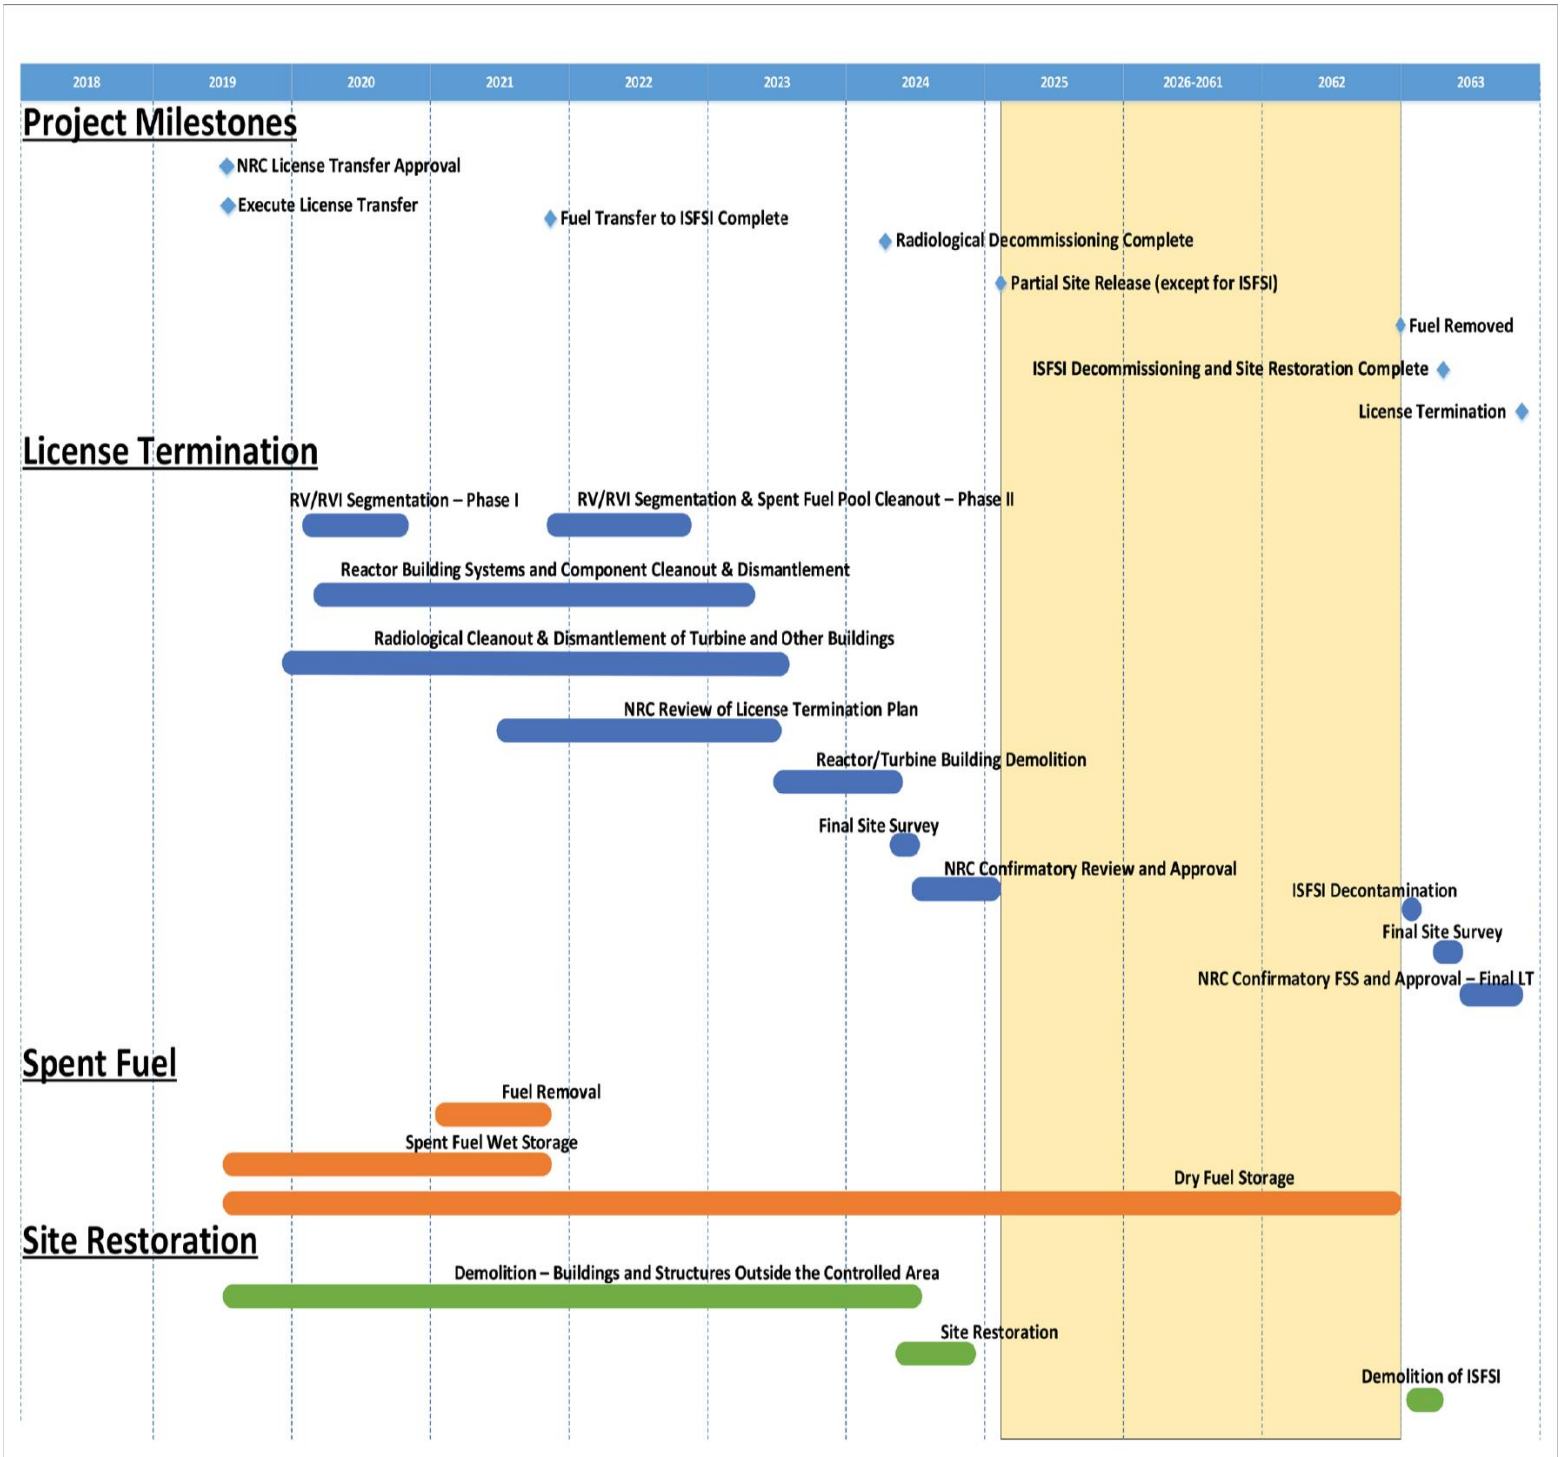 2018 2019 2020 2021 2022 2023 2024 2025 2026-2061 2062 2063
Project Milestones
NRC License Transfer Approval
Execute License Transfer
Fuel Transfer to ISFSI Complete
Radiological Decommissioning Complete
Partial Site Release (except for ISFSI)
Fuel Removed
ISFSI Decommissioning and Site Restoration Complete
License Termination
License Termination
RV/RVI Segmentation – Phase I
RV/RVI Segmentation & Spent Fuel Pool Cleanout – Phase II
Reactor Building Systems and Component Cleanout & Dismantlement
Radiological Cleanout & Dismantlement of Turbine and Other Buildings
NRC Review of License Termination Plan
Reactor/Turbine Building Demolition
Final Site Survey
NRC Confirmatory Review and Approval
ISFSI Decontamination
Final Site Survey
NRC Confirmatory FSS and Approval – Final LT
Spent Fuel
Fuel Removal
Spent Fuel Wet Storage
Dry Fuel Storage
Site Restoration
Demolition – Buildings and Structures Outside the Controlled Area
Site Restoration
Demolition of ISFSI